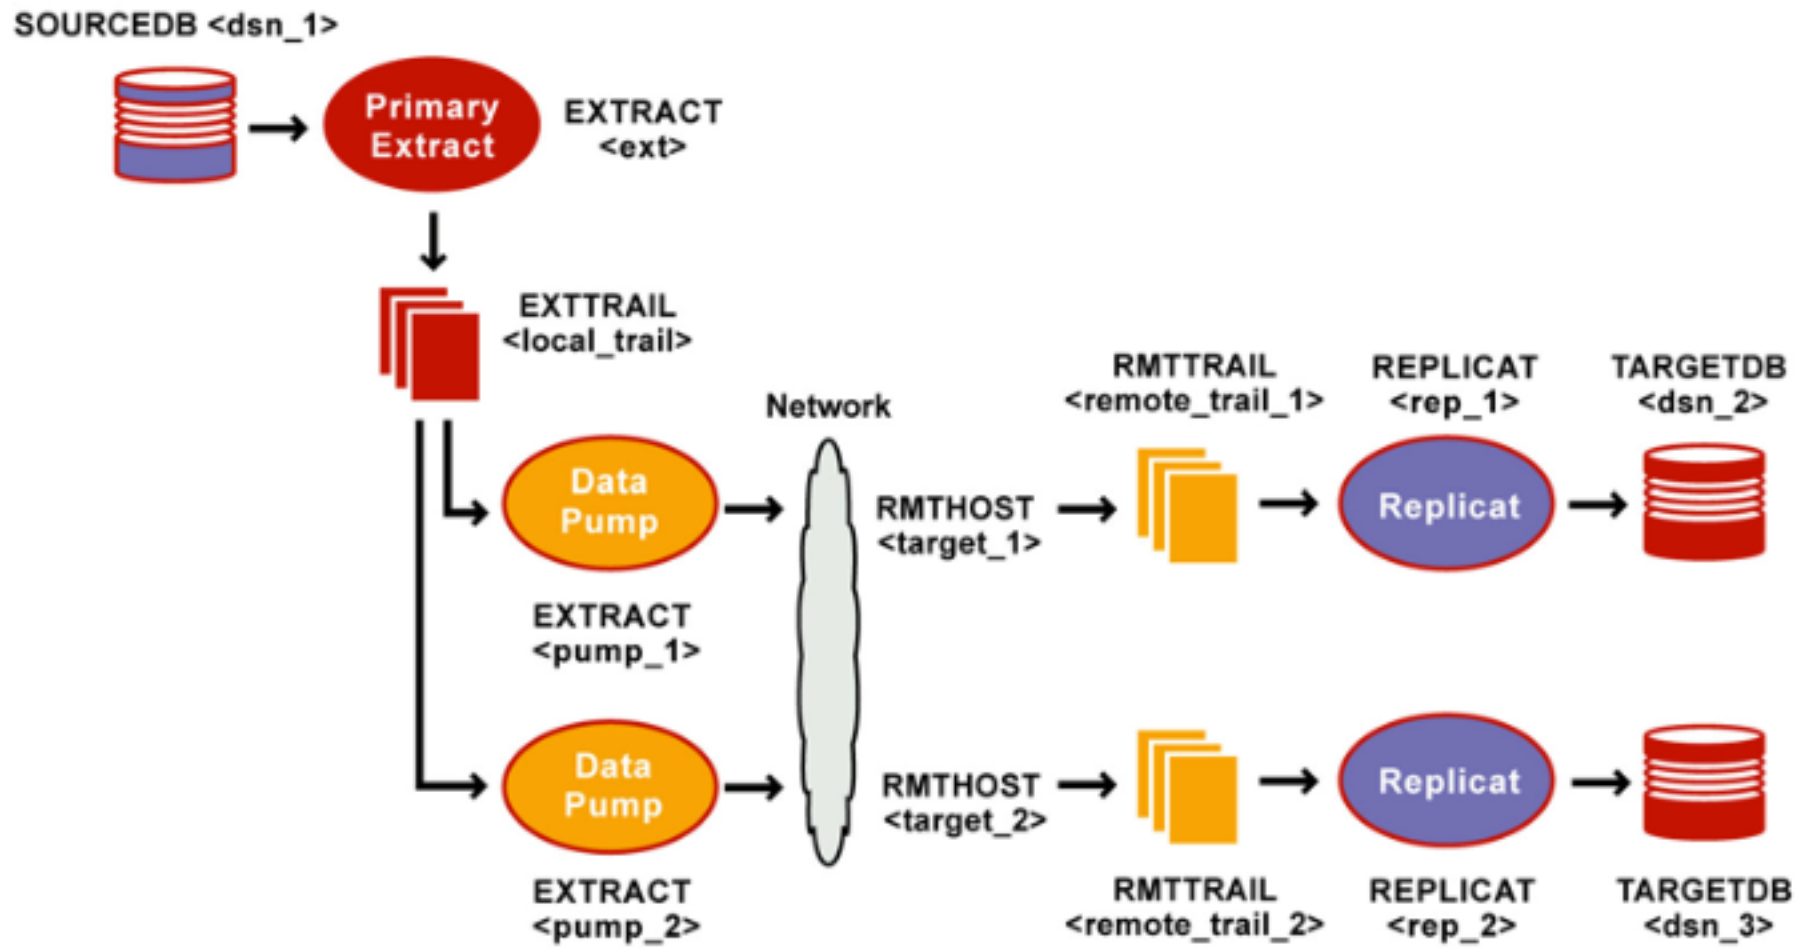 SOURCEDB <dsn_1>
Primary
Extract
EXTRACT
<ext>
EXTTRAIL
<local_trail>
Network
RMTTRAIL
<remote_trail_1>
REPLICAT
<rep_1>
TARGETDB
<dsn_2>
Data
Pump
RMTHOST
<target_1>
Replicat
EXTRACT
<pump_1>
Data
Pump
RMTHOST
<target_2>
Replicat
EXTRACT
<pump_2>
RMTTRAIL
<remote_trail_2>
REPLICAT
<rep_2>
TARGETDB
<dsn_3>